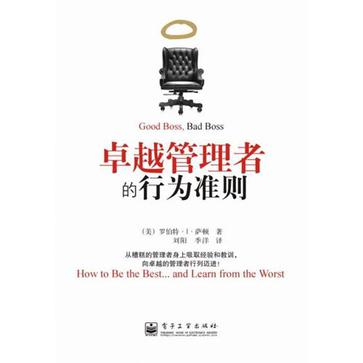 Good Boss, Bad Boss
卓越管理者
的行为准则
(美) 罗伯特·I·萨顿 著
刘阳 季洋 译
从糟糕的管理者身上吸取经验和教训，
向卓越的管理者行列迈进！
How to Be the Best... and Learn from the Worst
電子工業出版社